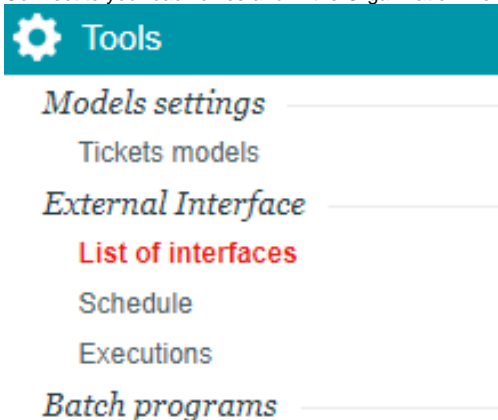 Tools
Models settings
Tickets models
External Interface
List of interfaces
Schedule
Executions
Batch programs